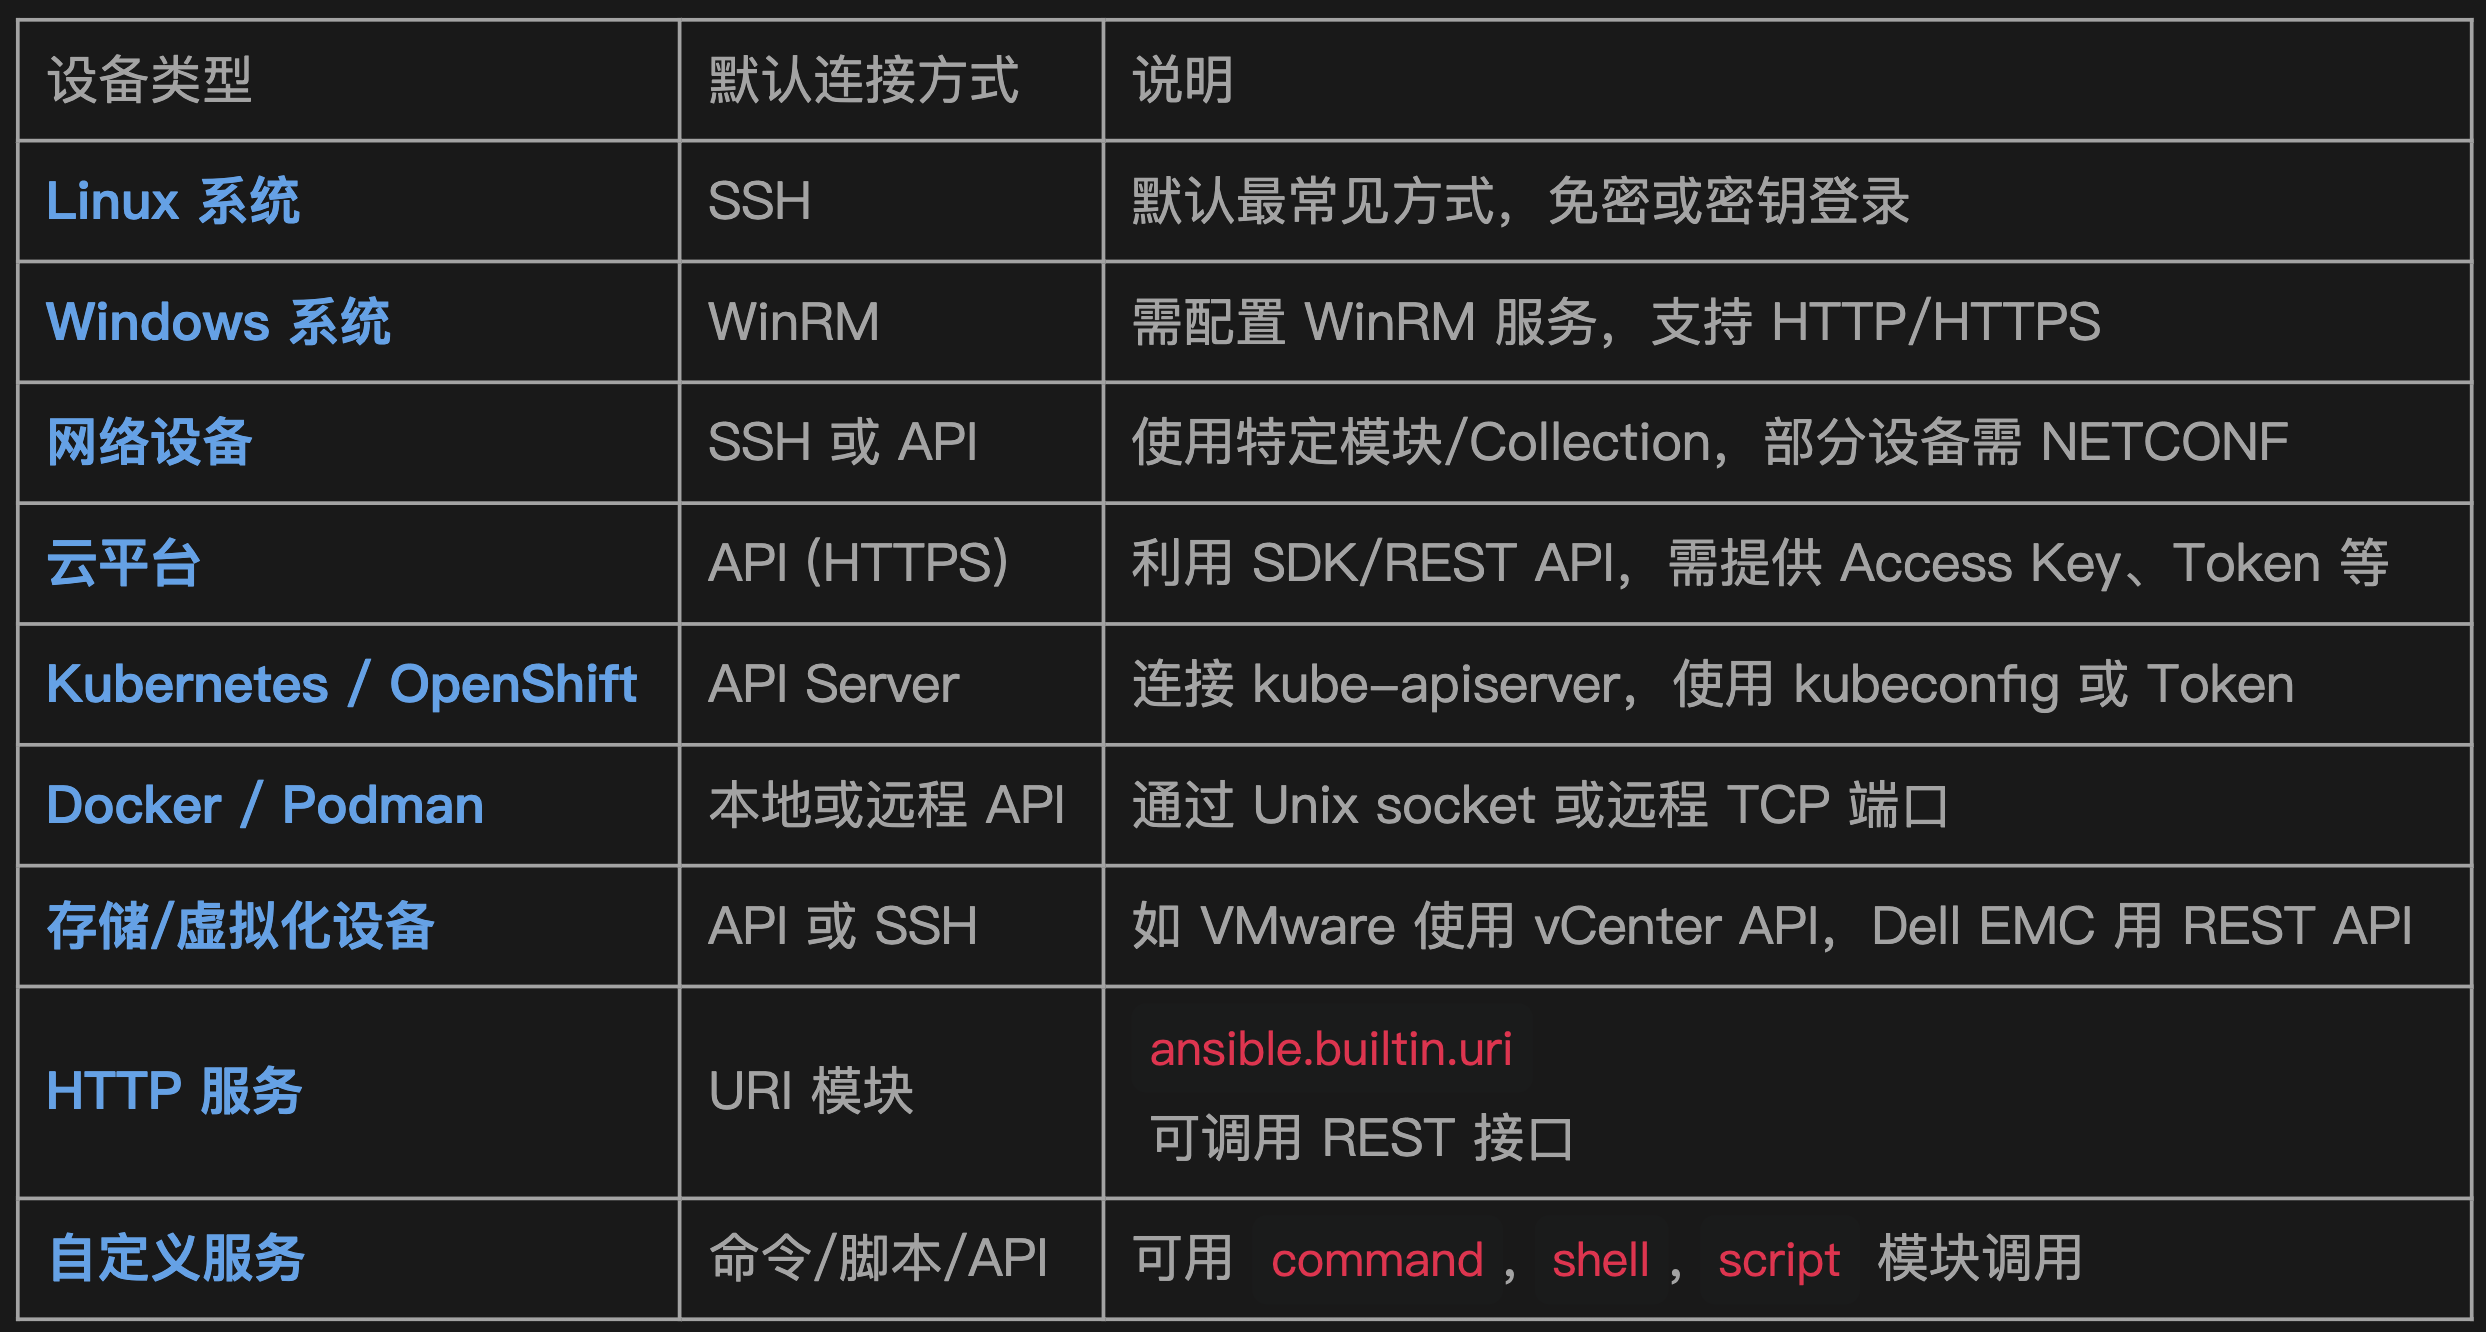 设备类型 默认连接方式 说明
Linux 系统 SSH 默认最常见方式，免密或密钥登录
Windows 系统 WinRM 需配置 WinRM 服务，支持 HTTP/HTTPS
网络设备 SSH 或 API 使用特定模块/Collection，部分设备需 NETCONF
云平台 API (HTTPS) 利用 SDK/REST API，需提供 Access Key、Token 等
Kubernetes / OpenShift API Server 连接 kube-apiserver，使用 kubeconfig 或 Token
Docker / Podman 本地或远程 API 通过 Unix socket 或远程 TCP 端口
存储/虚拟化设备 API 或 SSH 如 VMware 使用 vCenter API，Dell EMC 用 REST API
HTTP 服务 URI 模块 ansible.builtin.uri
可调用 REST 接口
自定义服务 命令/脚本/API 可用 command , shell , script 模块调用